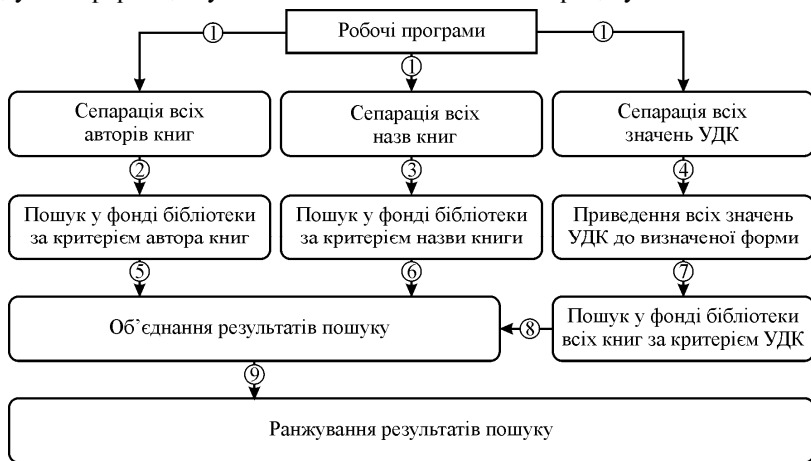 Робочі програми
1
1
1
Сепарація всіх
авторів книг
Сепарація всіх
назв книг
Сепарація всіх
значень УДК
2
3
4
Пошук у фонді бібліотеки
за критерієм автора книг
Пошук у фонді бібліотеки
за критерієм назви книги
Приведення всіх значень
УДК до визначеної форми
5
6
7
Об’єднання результатів пошуку
8
Пошук у фонді бібліотеки
всіх книг за критерієм УДК
9
Ранжування результатів пошуку